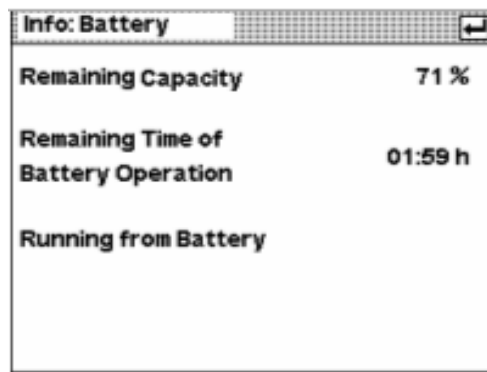 Info: Battery
Remaining Capacity 71 %
Remaining Time of
Battery Operation 01:59 h
Running from Battery